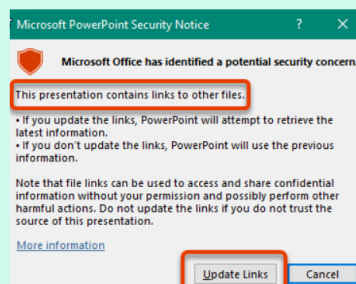 Microsoft PowerPoint Security Notice ? ×
Microsoft Office has identified a potential security concern
This presentation contains links to other files.
• If you update the links, PowerPoint will attempt to retrieve the
latest information.
• If you don't update the links, PowerPoint will use the previous
information.
Note that file links can be used to access and share confidential
information without your permission and possibly perform other
harmful actions. Do not update the links if you do not trust the
source of this presentation.
More information
Update Links Cancel